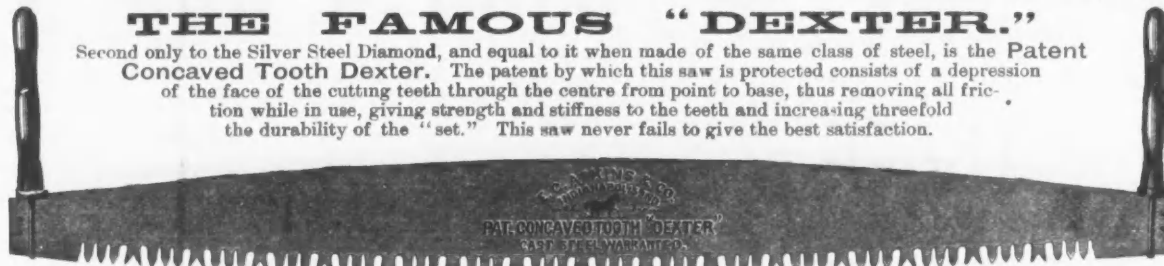 THE FAMOUS “DEXTER.”
Second only to the Silver Steel Diamond, and equal to it when made of the same class of steel, is the Patent
Concaved Tooth Dexter. The patent by which this saw is protected consists of a depression
of the face of the cutting teeth through the centre from point to base, thus removing all fric-
tion while in use, giving strength and stiffness to the teeth and increasing threefold
the durability of the “set.” This saw never fails to give the best satisfaction.
E.C. ATKINS & CO.
INDIANAPOLIS, IND.
PAT. CONCAVED TOOTH "DEXTER"
CAST STEEL WARRANTED.